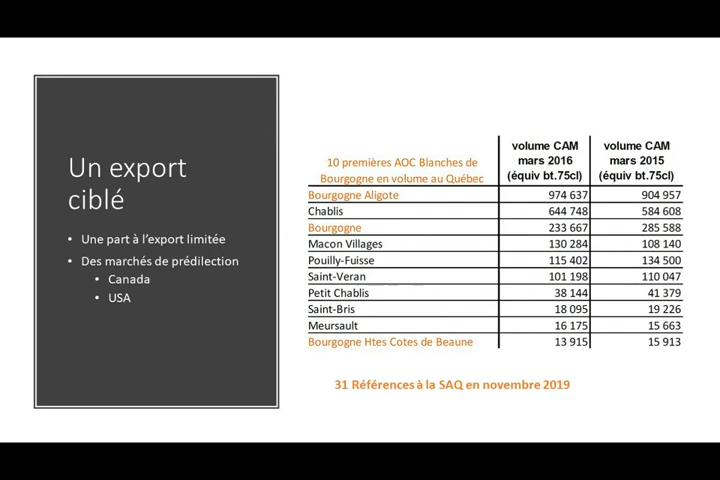 Un export
ciblé
• Une part à l'export limitée
• Des marchés de prédilection
• Canada
• USA
10 premières AOC Blanches de
Bourgogne en volume au Québec
volume CAM
mars 2016
(équiv bt.75cl)
volume CAM
mars 2015
(équiv bt.75cl)
Bourgogne Aligote 974 637 904 957
Chablis 644 748 584 608
Bourgogne 233 667 285 588
Macon Villages 130 284 108 140
Pouilly-Fuisse 115 402 134 500
Saint-Veran 101 198 110 047
Petit Chablis 38 144 41 379
Saint-Bris 18 095 19 226
Meursault 16 175 15 663
Bourgogne Htes Cotes de Beaune 13 915 15 913
31 Références à la SAQ en novembre 2019